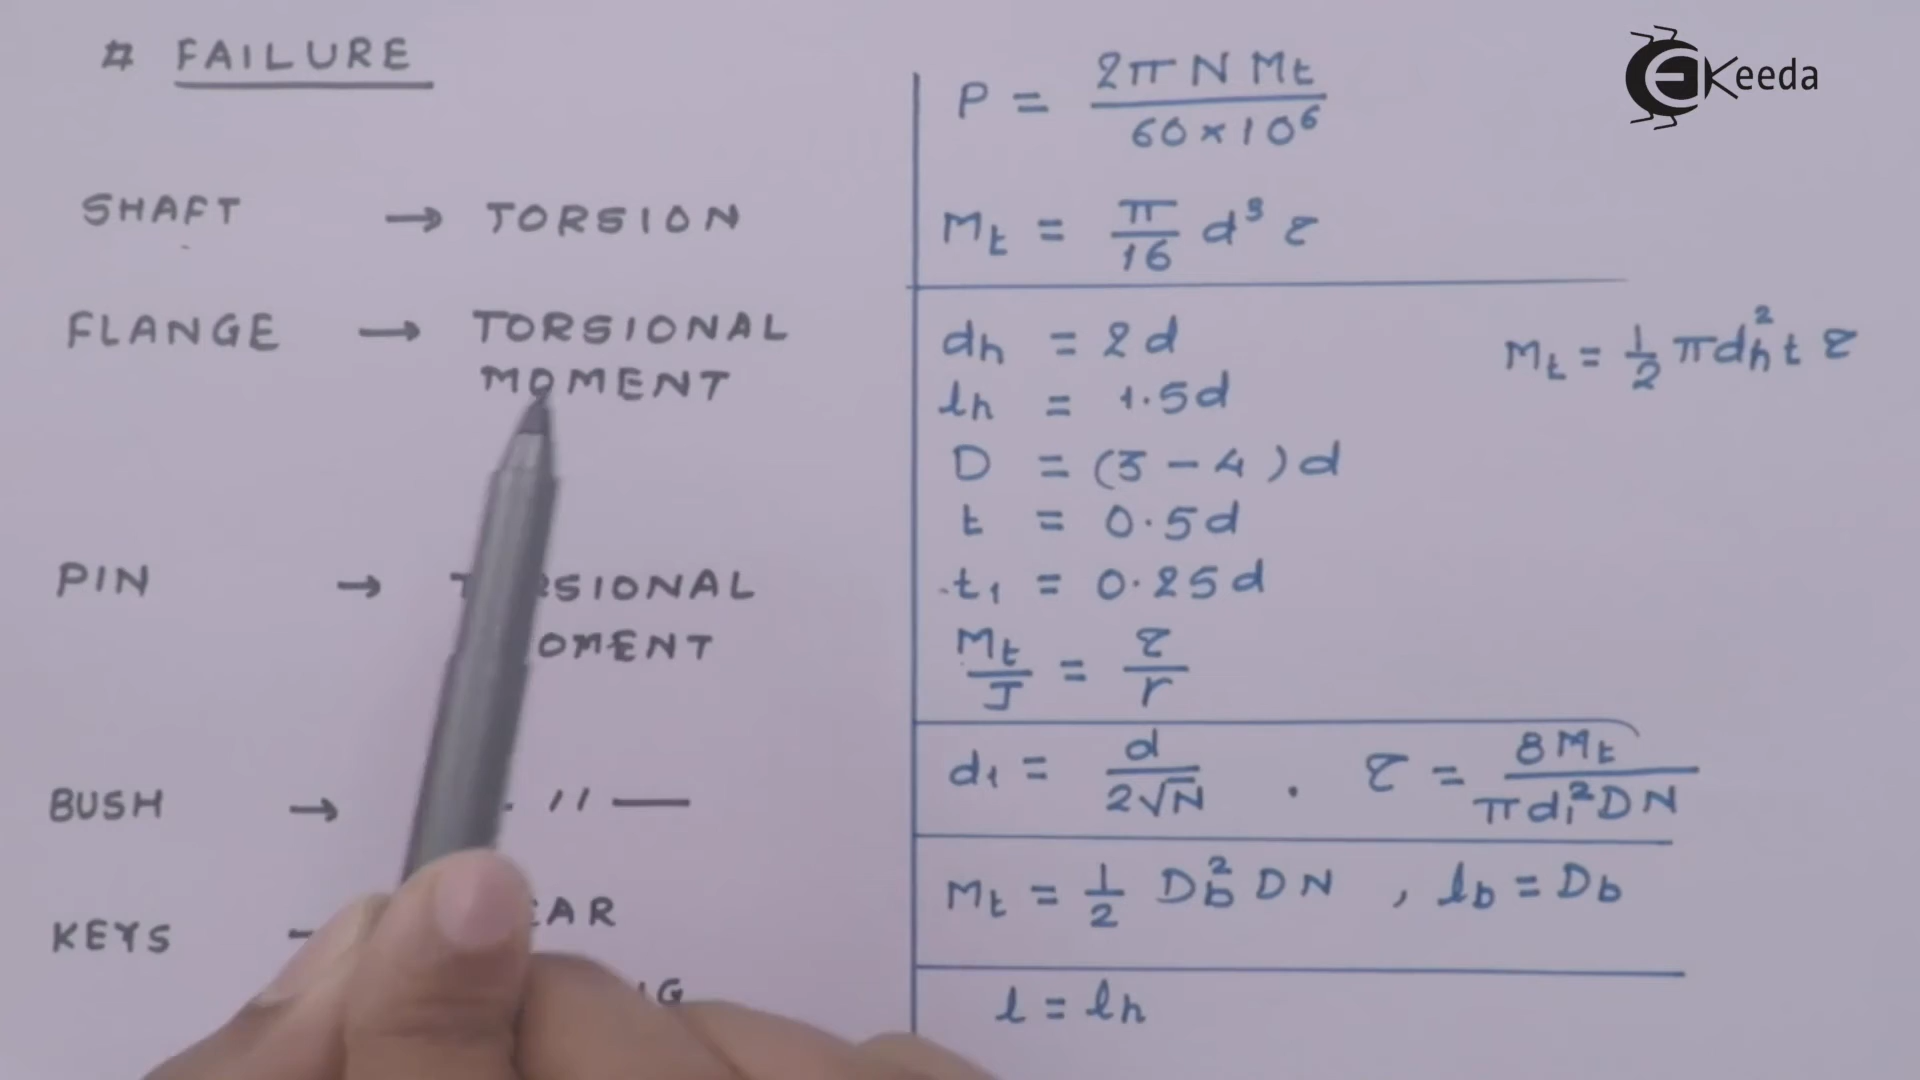 # FAILURE
Keeda
P = 2π N Mt / 60 × 10⁶
SHAFT → TORSION
Mt = π/16 d³ τ
FLANGE → TORSIONAL
MOMENT
dh = 2d
Mt = 1/2 π dh² t τ
lh = 1.5d
D = (3 - 4)d
t = 0.5d
PIN → TORSIONAL
MOMENT
t1 = 0.25d
Mt/J = τ/r
d1 = d / 2√N . τ = 8Mt / π d1² D N
BUSH → 〃
Mt = 1/2 Db² D N , lb = Db
KEYS
l = lh